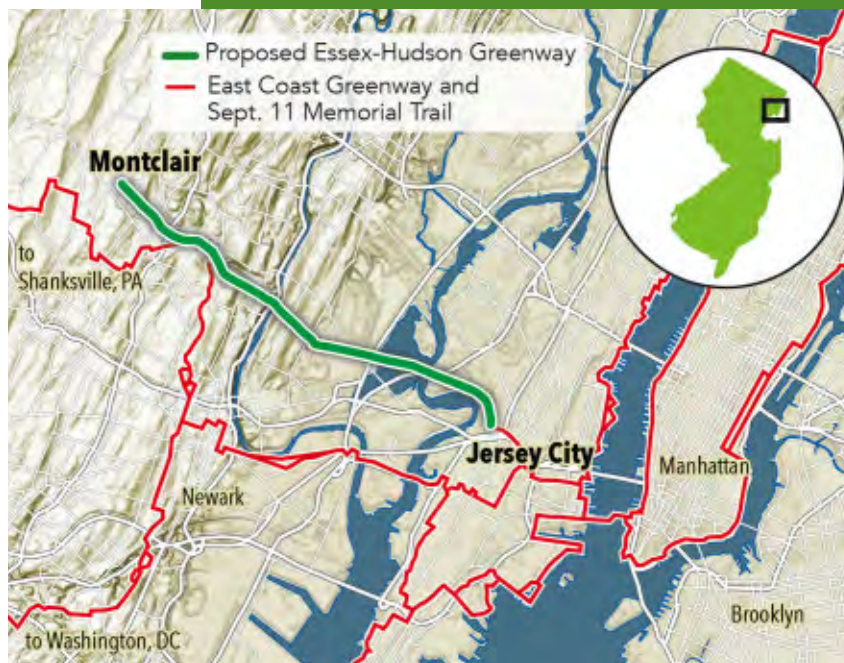 Proposed Essex-Hudson Greenway
East Coast Greenway and
Sept. 11 Memorial Trail
Montclair
to
Shanksville, PA
Jersey City
Manhattan
Newark
Brooklyn
to Washington, DC